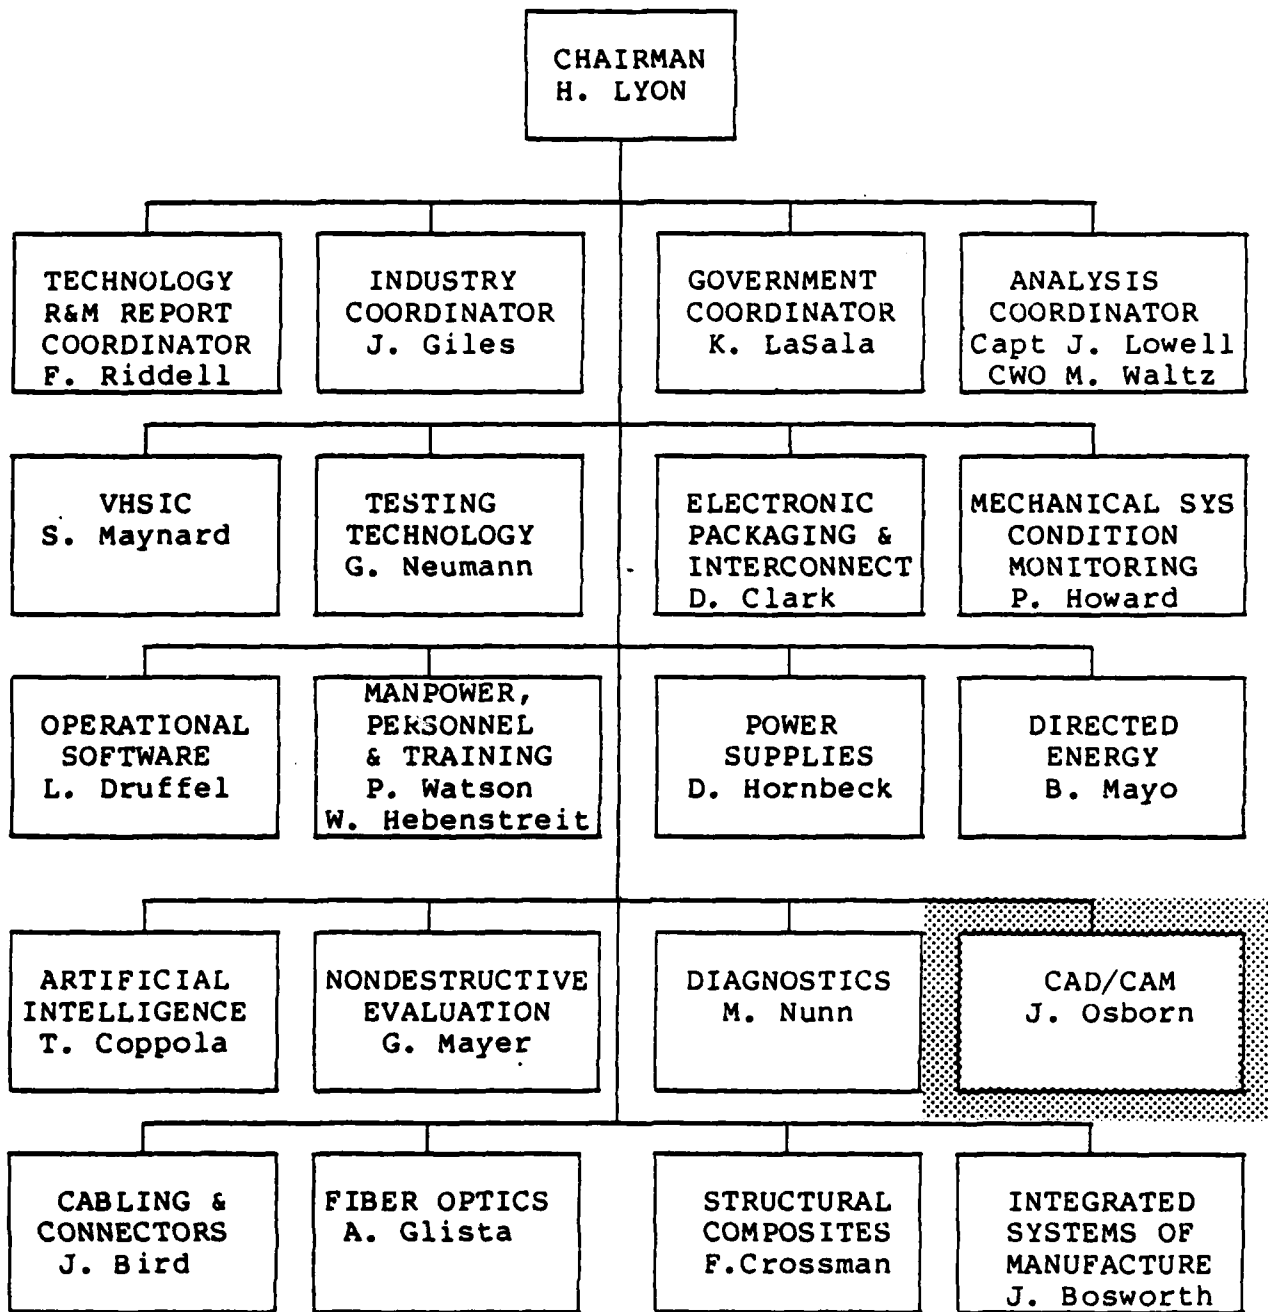 CHAIRMAN
H. LYON
TECHNOLOGY
R&M REPORT
COORDINATOR
F. Riddell
INDUSTRY
COORDINATOR
J. Giles
GOVERNMENT
COORDINATOR
K. LaSala
ANALYSIS
COORDINATOR
Capt J. Lowell
CWO M. Waltz
VHSIC
S. Maynard
TESTING
TECHNOLOGY
G. Neumann
ELECTRONIC
PACKAGING &
INTERCONNECT
D. Clark
MECHANICAL SYS
CONDITION
MONITORING
P. Howard
OPERATIONAL
SOFTWARE
L. Druffel
MANPOWER,
PERSONNEL
& TRAINING
P. Watson
W. Hebenstreit
POWER
SUPPLIES
D. Hornbeck
DIRECTED
ENERGY
B. Mayo
ARTIFICIAL
INTELLIGENCE
T. Coppola
NONDESTRUCTIVE
EVALUATION
G. Mayer
DIAGNOSTICS
M. Nunn
CAD/CAM
J. Osborn
CABLING &
CONNECTORS
J. Bird
FIBER OPTICS
A. Glista
STRUCTURAL
COMPOSITES
F.Crossman
INTEGRATED
SYSTEMS OF
MANUFACTURE
J. Bosworth